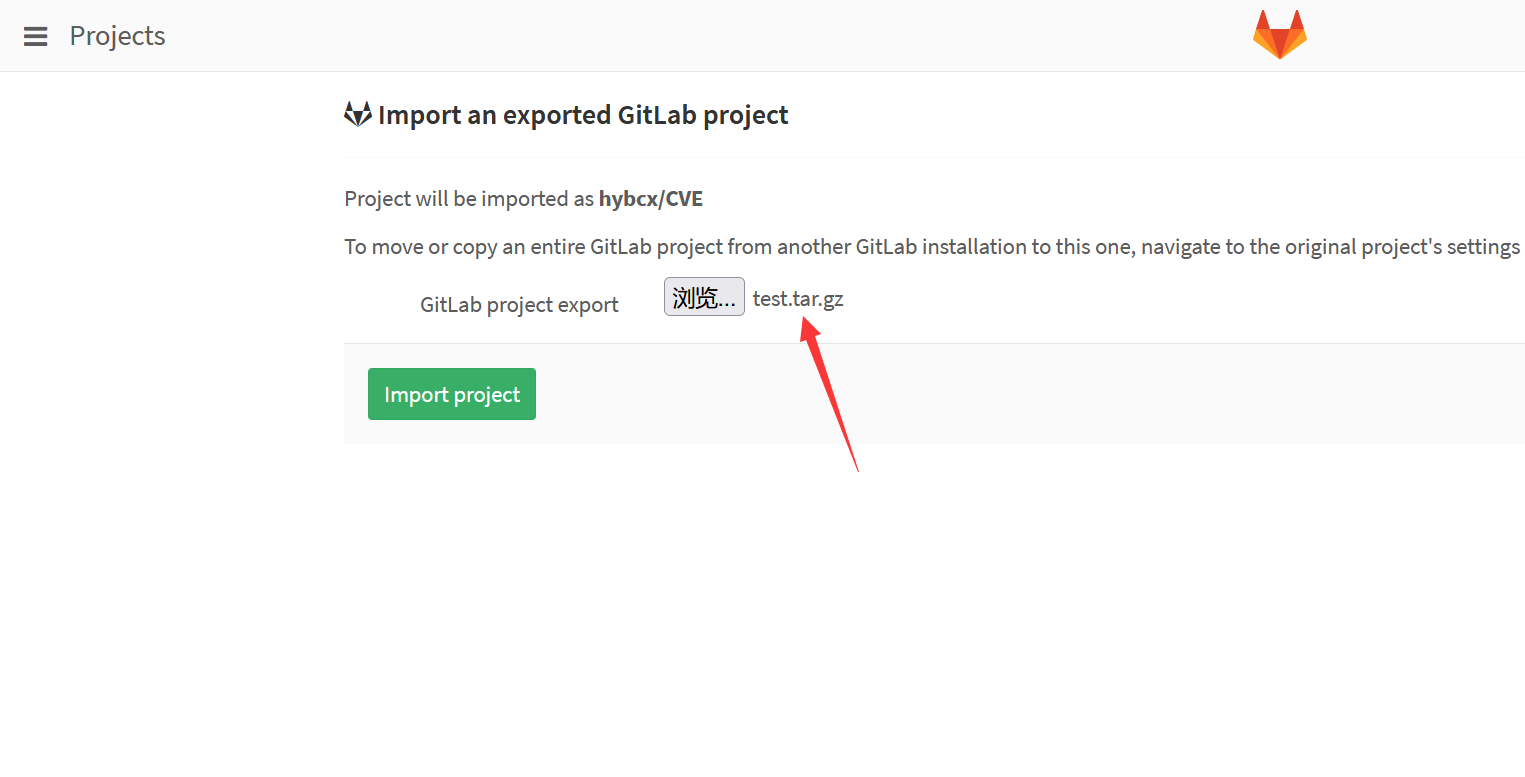 Projects
Import an exported GitLab project
Project will be imported as hybcx/CVE
To move or copy an entire GitLab project from another GitLab installation to this one, navigate to the original project's settings
GitLab project export 浏览... test.tar.gz
Import project